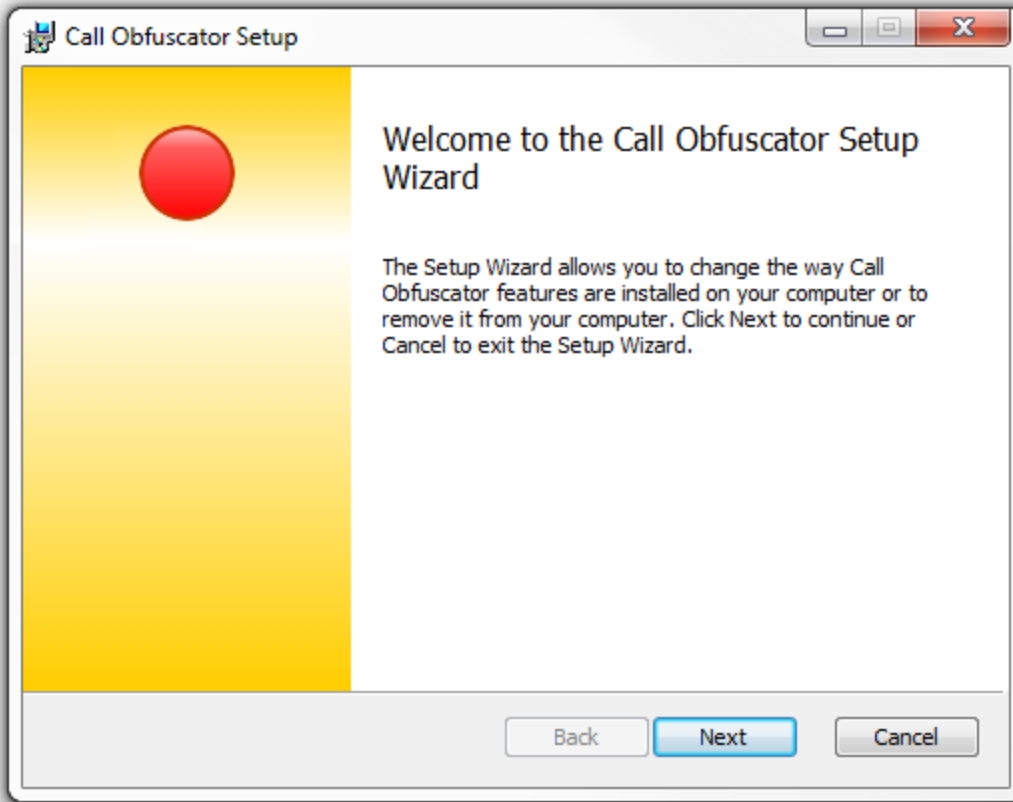 Call Obfuscator Setup
Welcome to the Call Obfuscator Setup
Wizard
The Setup Wizard allows you to change the way Call
Obfuscator features are installed on your computer or to
remove it from your computer. Click Next to continue or
Cancel to exit the Setup Wizard.
Back Next Cancel